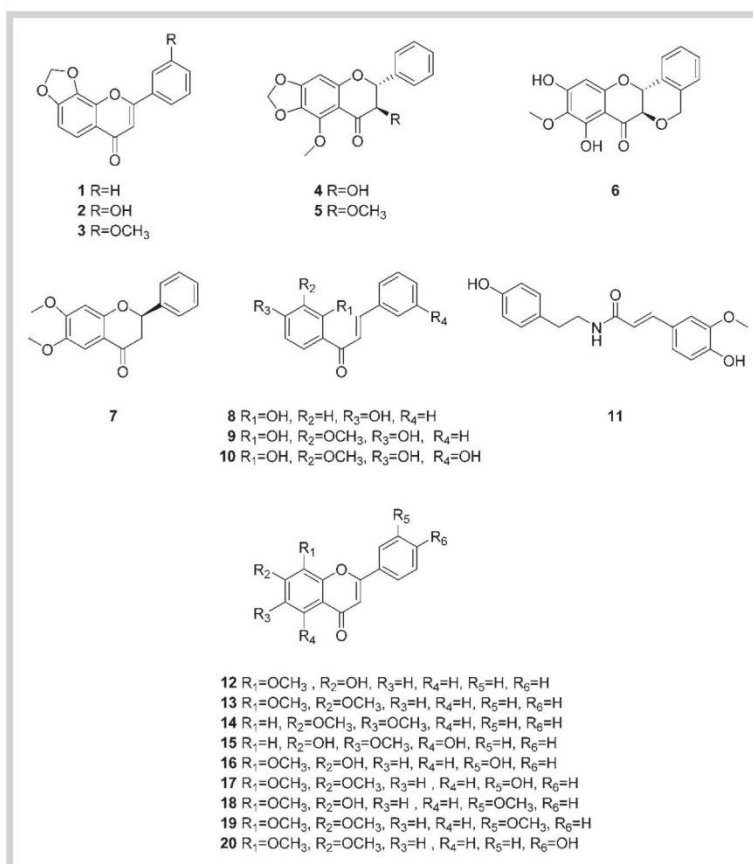 R
O
O
O
O
1 R=H
2 R=OH
3 R=OCH₃
O
O
O
O
O
R
4 R=OH
5 R=OCH₃
HO
O
O
O
OH
O
6
O
O
O
O
7
R₂
R₃
R₁
R₄
O
8 R₁=OH, R₂=H, R₃=OH, R₄=H
9 R₁=OH, R₂=OCH₃, R₃=OH, R₄=H
10 R₁=OH, R₂=OCH₃, R₃=OH, R₄=OH
HO
O
N
H
O
OH
11
R₅
R₁
R₆
R₂
O
R₃
R₄
O
12 R₁=OCH₃ , R₂=OH, R₃=H, R₄=H, R₅=H, R₆=H
13 R₁=OCH₃, R₂=OCH₃, R₃=H, R₄=H, R₅=H, R₆=H
14 R₁=H, R₂=OCH₃, R₃=OCH₃, R₄=H, R₅=H, R₆=H
15 R₁=H, R₂=OH, R₃=OCH₃, R₄=OH, R₅=H, R₆=H
16 R₁=OCH₃, R₂=OH, R₃=H, R₄=H, R₅=OH, R₆=H
17 R₁=OCH₃, R₂=OCH₃, R₃=H , R₄=H, R₅=OH, R₆=H
18 R₁=OCH₃, R₂=OH, R₃=H , R₄=H, R₅=OCH₃, R₆=H
19 R₁=OCH₃, R₂=OCH₃, R₃=H, R₄=H, R₅=OCH₃, R₆=H
20 R₁=OCH₃, R₂=OCH₃, R₃=H , R₄=H, R₅=H, R₆=OH